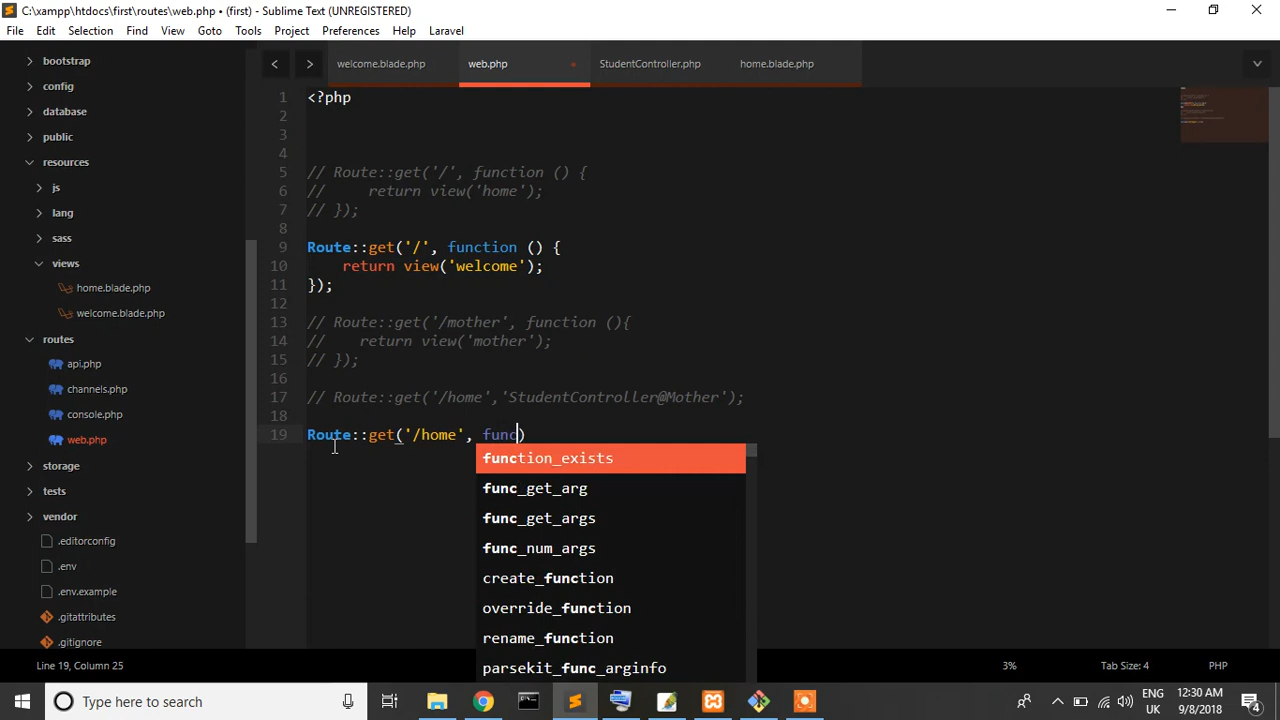 C:\xampp\htdocs\first\routes\web.php • (first) - Sublime Text (UNREGISTERED)
File Edit Selection Find View Goto Tools Project Preferences Help Laravel
bootstrap
config
database
public
resources
js
lang
sass
views
home.blade.php
welcome.blade.php
routes
api.php
channels.php
console.php
web.php
storage
tests
vendor
.editorconfig
.env
.env.example
.gitattributes
.gitignore
welcome.blade.php web.php StudentController.php home.blade.php
1 <?php
2
3
4
5 // Route::get('/', function () {
6 //     return view('home');
7 // });
8
9 Route::get('/', function () {
10     return view('welcome');
11 });
12
13 // Route::get('/mother', function (){
14 //    return view('mother');
15 // });
16
17 // Route::get('/home','StudentController@Mother');
18
19 Route::get('/home', func)
function_exists
func_get_arg
func_get_args
func_num_args
create_function
override_function
rename_function
parsekit_func_arginfo
Line 19, Column 25 3% Tab Size: 4 PHP
Type here to search
ENG
UK
12:30 AM
9/8/2018
4